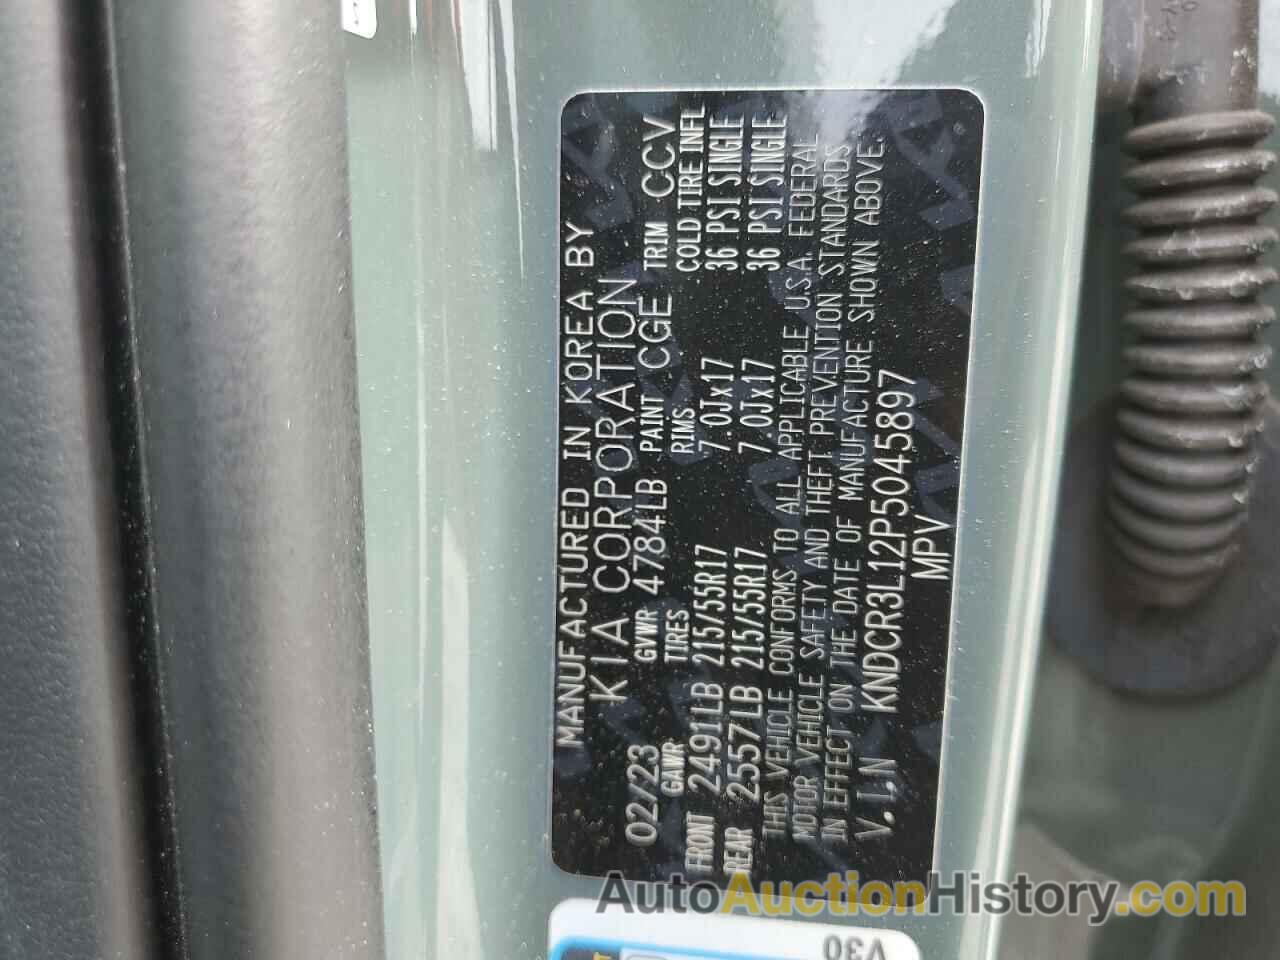 MANUFACTURED IN KOREA BY
KIA CORPORATION
02/23 GVWR 4784LB PAINT CGE TRIM CCV
GAWR TIRES RIMS COLD TIRE INFL
FRONT 2491LB 215/55R17 7.0Jx17 36 PSI SINGLE
REAR 2557LB 215/55R17 7.0Jx17 36 PSI SINGLE
THIS VEHICLE CONFORMS TO ALL APPLICABLE U.S.A. FEDERAL
MOTOR VEHICLE SAFETY AND THEFT PREVENTION STANDARDS
IN EFFECT ON THE DATE OF MANUFACTURE SHOWN ABOVE.
V.I.N KNDCR3L12P5045897
MPV
V30
AutoAuctionHistory.com